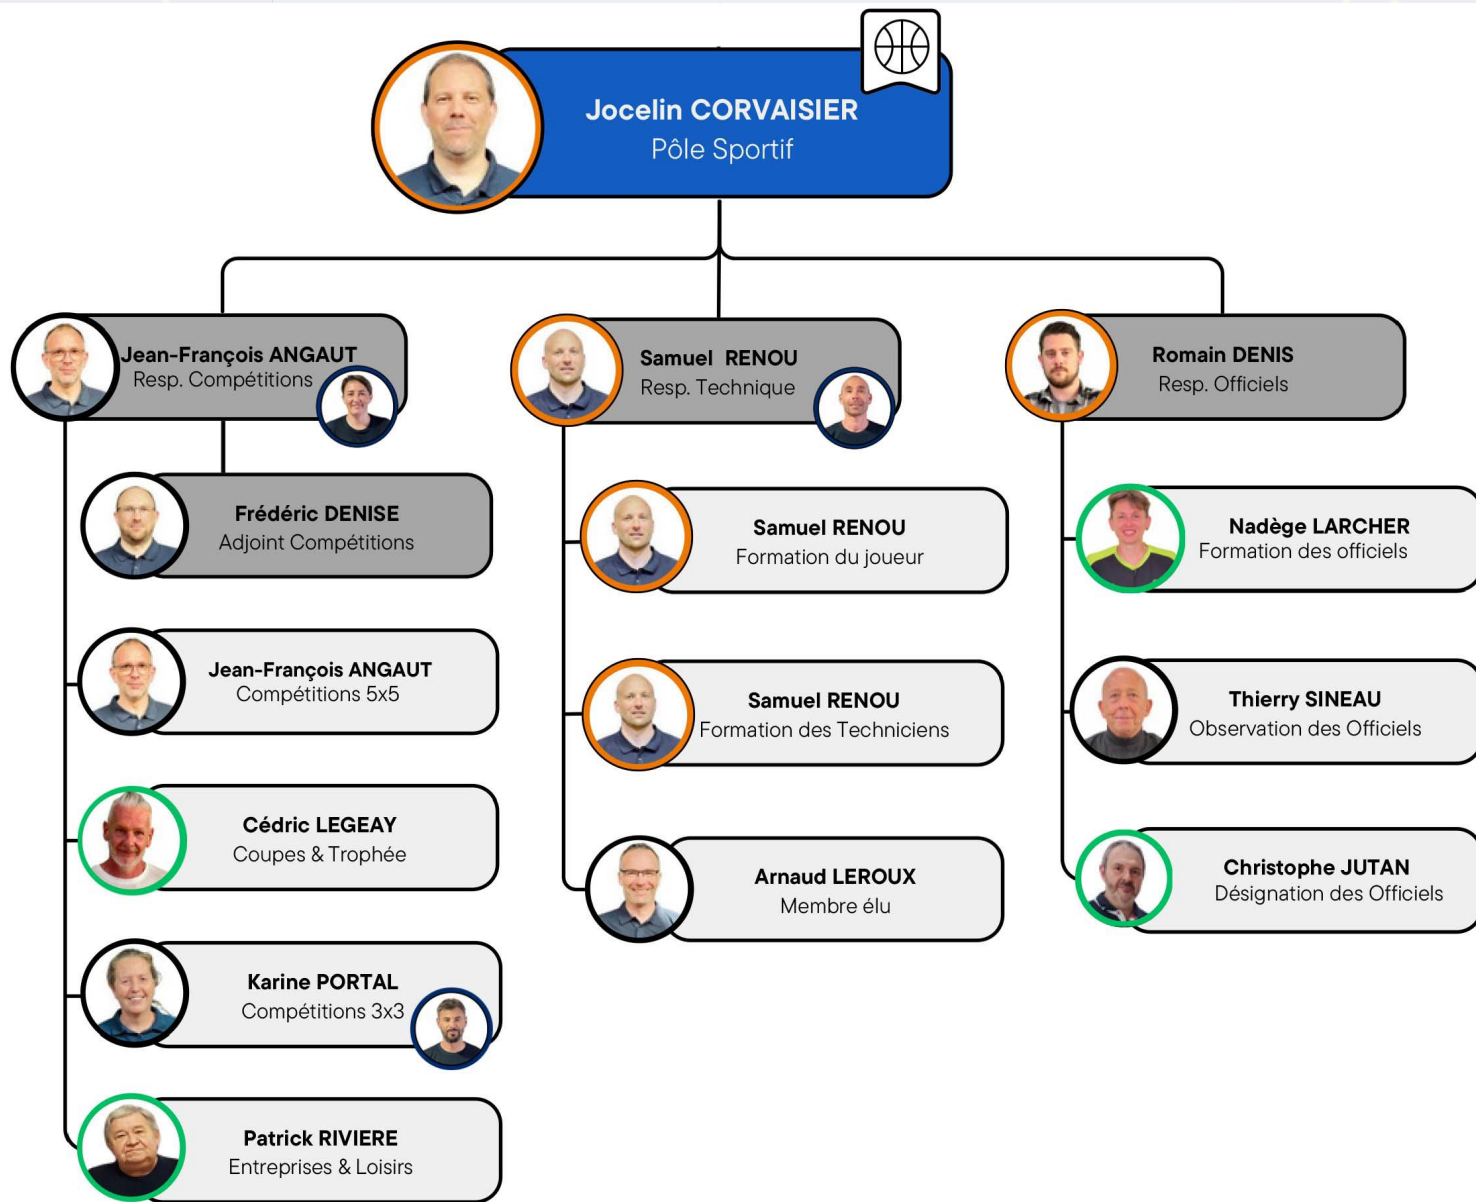 Jocelin CORVAISIER
Pôle Sportif
Jean-François ANGAUT
Resp. Compétitions
Frédéric DENISE
Adjoint Compétitions
Jean-François ANGAUT
Compétitions 5x5
Cédric LEGEAY
Coupes & Trophée
Karine PORTAL
Compétitions 3x3
Patrick RIVIERE
Entreprises & Loisirs
Samuel RENOU
Resp. Technique
Samuel RENOU
Formation du joueur
Samuel RENOU
Formation des Techniciens
Arnaud LEROUX
Membre élu
Romain DENIS
Resp. Officiels
Nadège LARCHER
Formation des officiels
Thierry SINEAU
Observation des Officiels
Christophe JUTAN
Désignation des Officiels